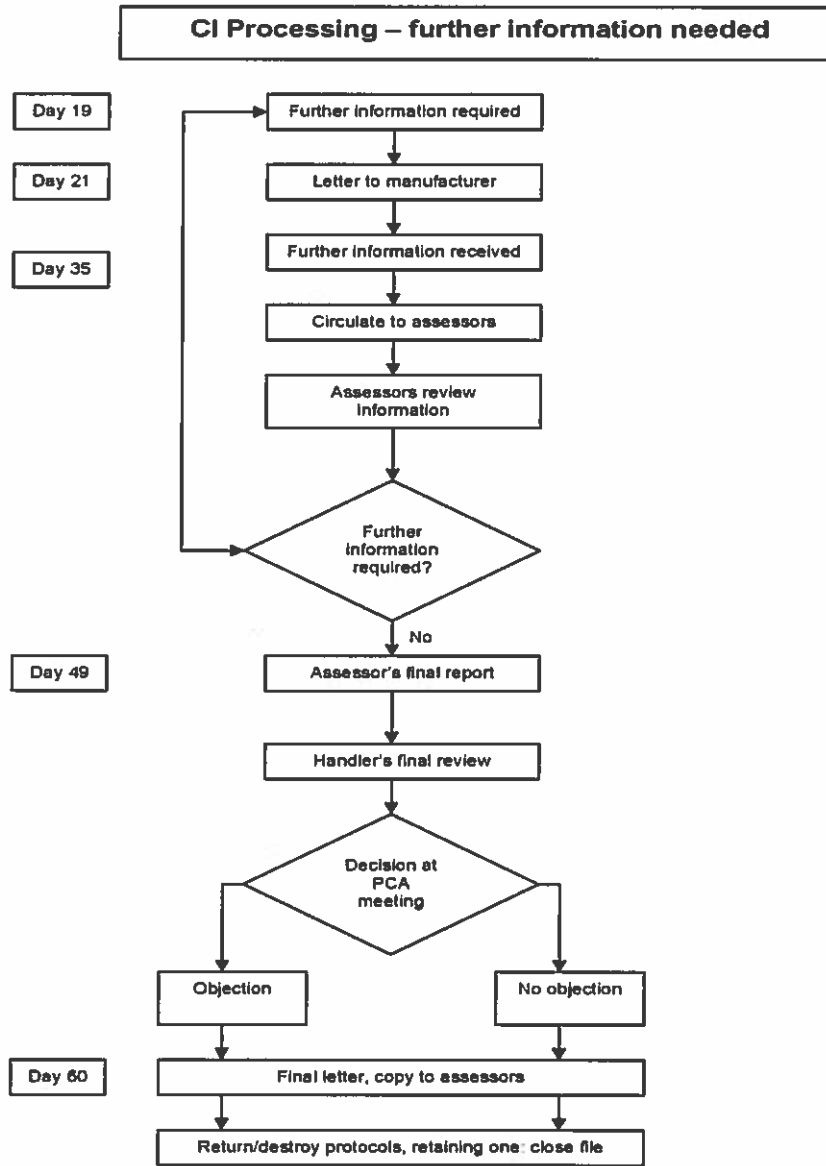 CI Processing – further information needed
Day 19
Further information required
Day 21
Letter to manufacturer
Further information received
Day 35
Circulate to assessors
Assessors review
information
Further
information
required?
No
Day 49
Assessor's final report
Handler's final review
Decision at
PCA
meeting
Objection
No objection
Day 60
Final letter, copy to assessors
Return/destroy protocols, retaining one: close file